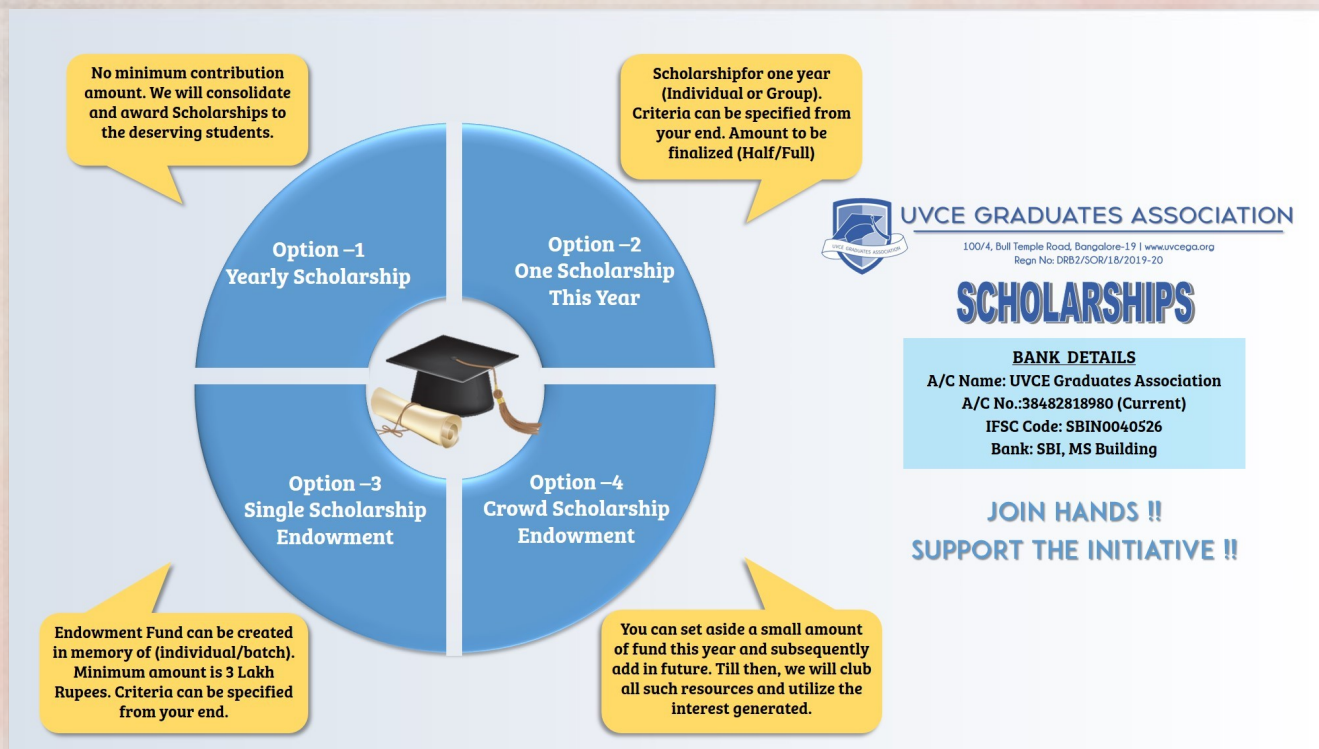 No minimum contribution
amount. We will consolidate
and award Scholarships to
the deserving students.
Scholarshipfor one year
(Individual or Group).
Criteria can be specified from
your end. Amount to be
finalized (Half/Full)
Option –1
Yearly Scholarship
Option –2
One Scholarship
This Year
Option –3
Single Scholarship
Endowment
Option –4
Crowd Scholarship
Endowment
Endowment Fund can be created
in memory of (individual/batch).
Minimum amount is 3 Lakh
Rupees. Criteria can be specified
from your end.
You can set aside a small amount
of fund this year and subsequently
add in future. Till then, we will club
all such resources and utilize the
interest generated.
UVCE GRADUATES ASSOCIATION
UVCE GRADUATES ASSOCIATION
100/4, Bull Temple Road, Bangalore-19 | www.uvcega.org
Regn No: DRB2/SOR/18/2019-20
SCHOLARSHIPS
BANK DETAILS
A/C Name: UVCE Graduates Association
A/C No.:38482818980 (Current)
IFSC Code: SBIN0040526
Bank: SBI, MS Building
JOIN HANDS !!
SUPPORT THE INITIATIVE !!